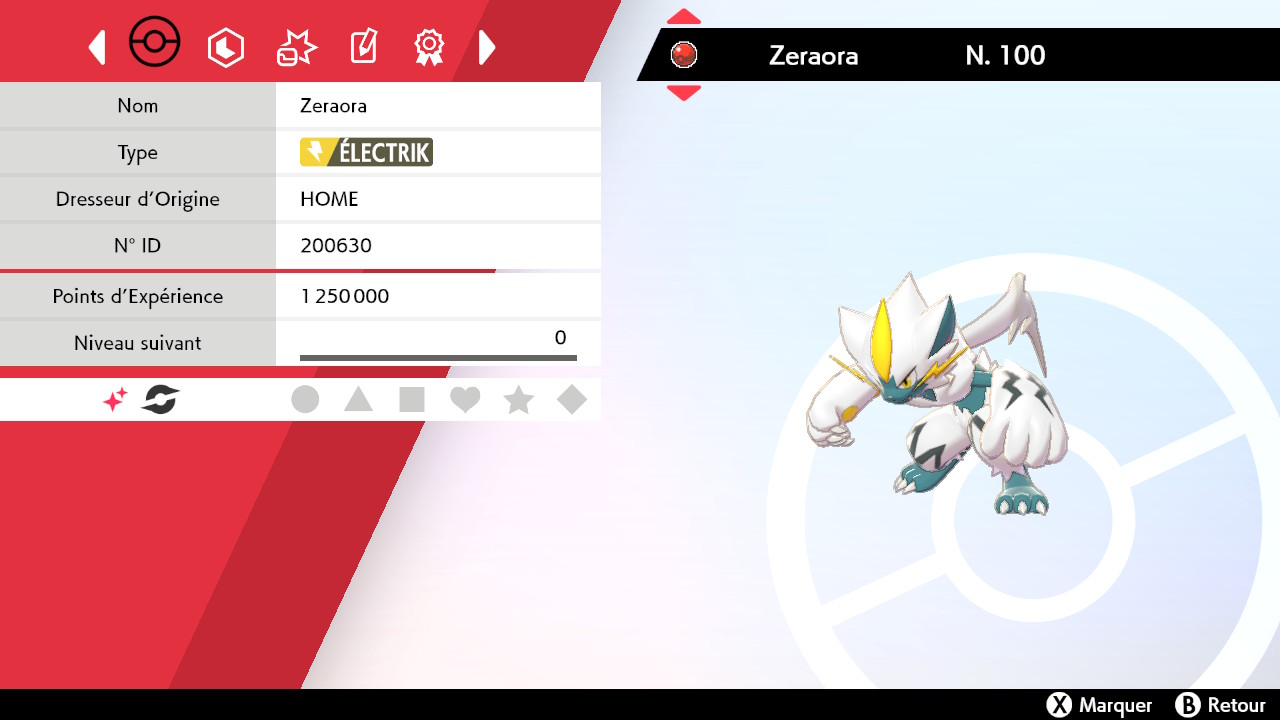 Zeraora N. 100
Nom Zeraora
Type ÉLECTRIK
Dresseur d'Origine HOME
N° ID 200630
Points d'Expérience 1 250 000
Niveau suivant 0
X Marquer B Retour